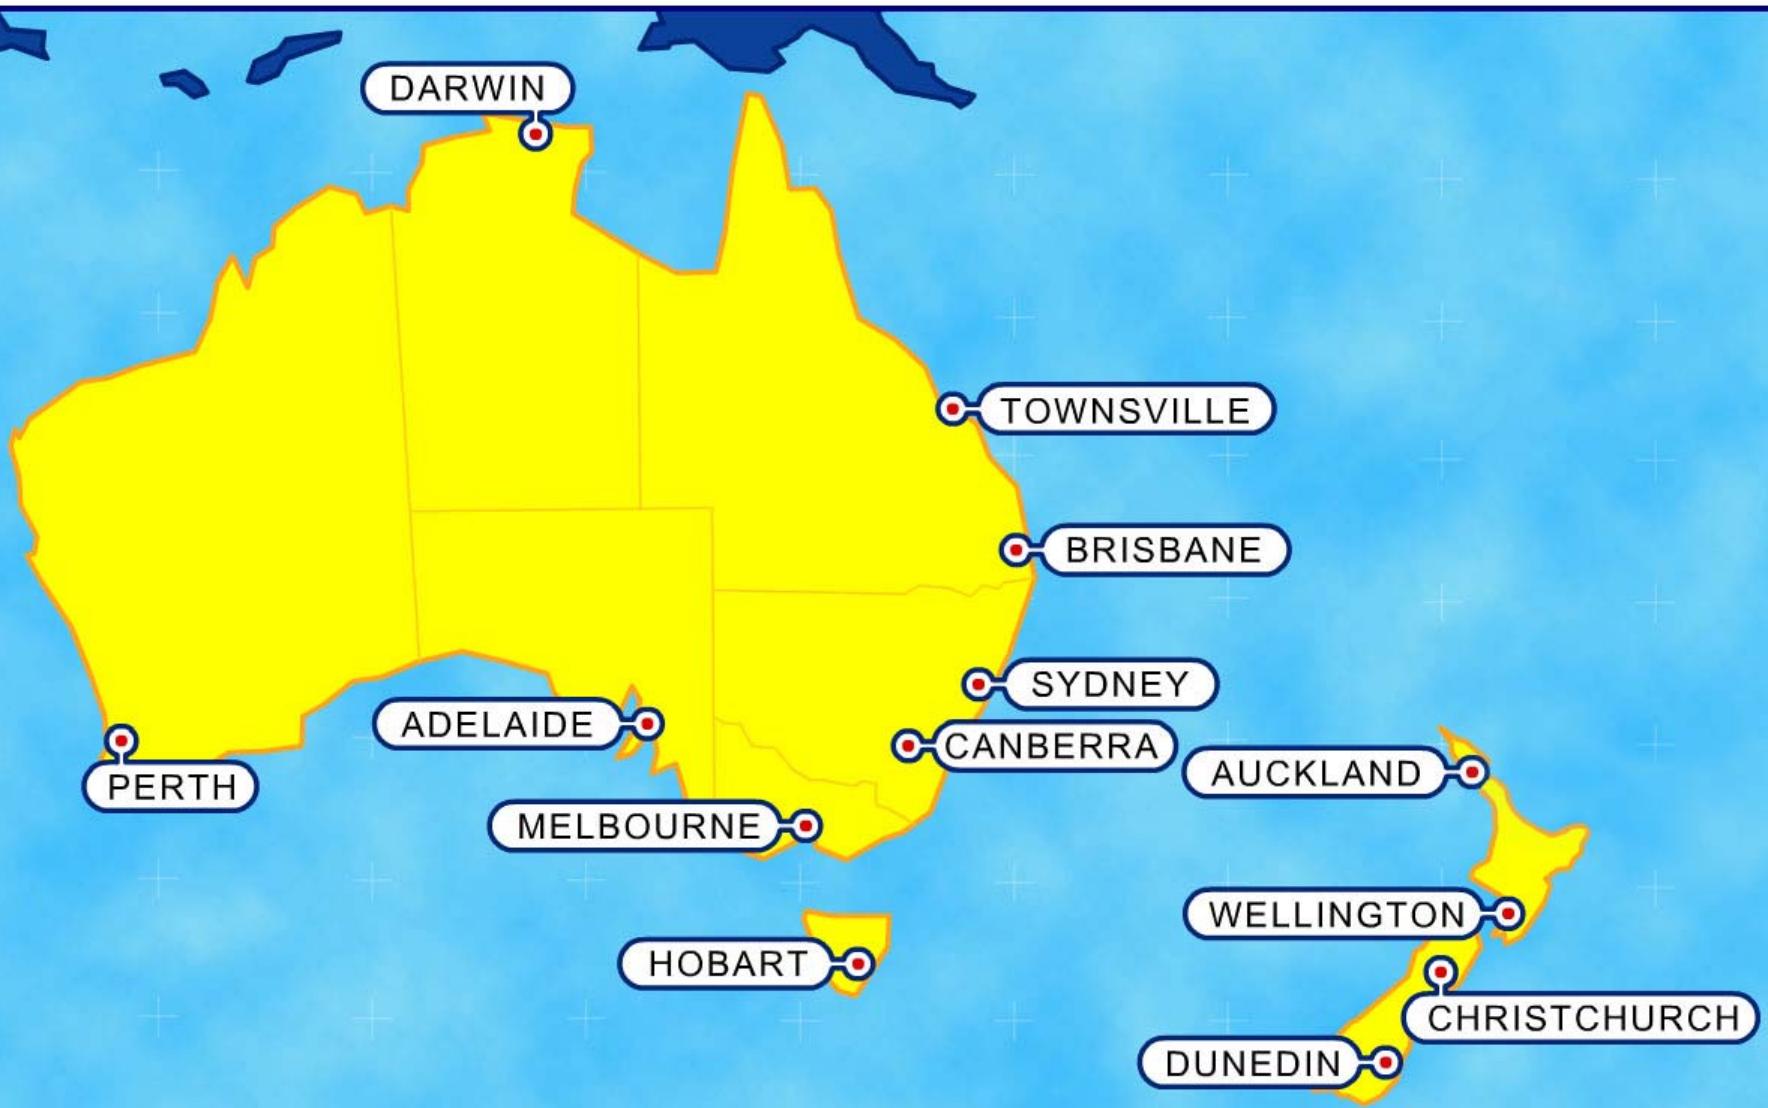 DARWIN
TOWNSVILLE
BRISBANE
SYDNEY
ADELAIDE
CANBERRA
AUCKLAND
PERTH
MELBOURNE
WELLINGTON
HOBART
CHRISTCHURCH
DUNEDIN